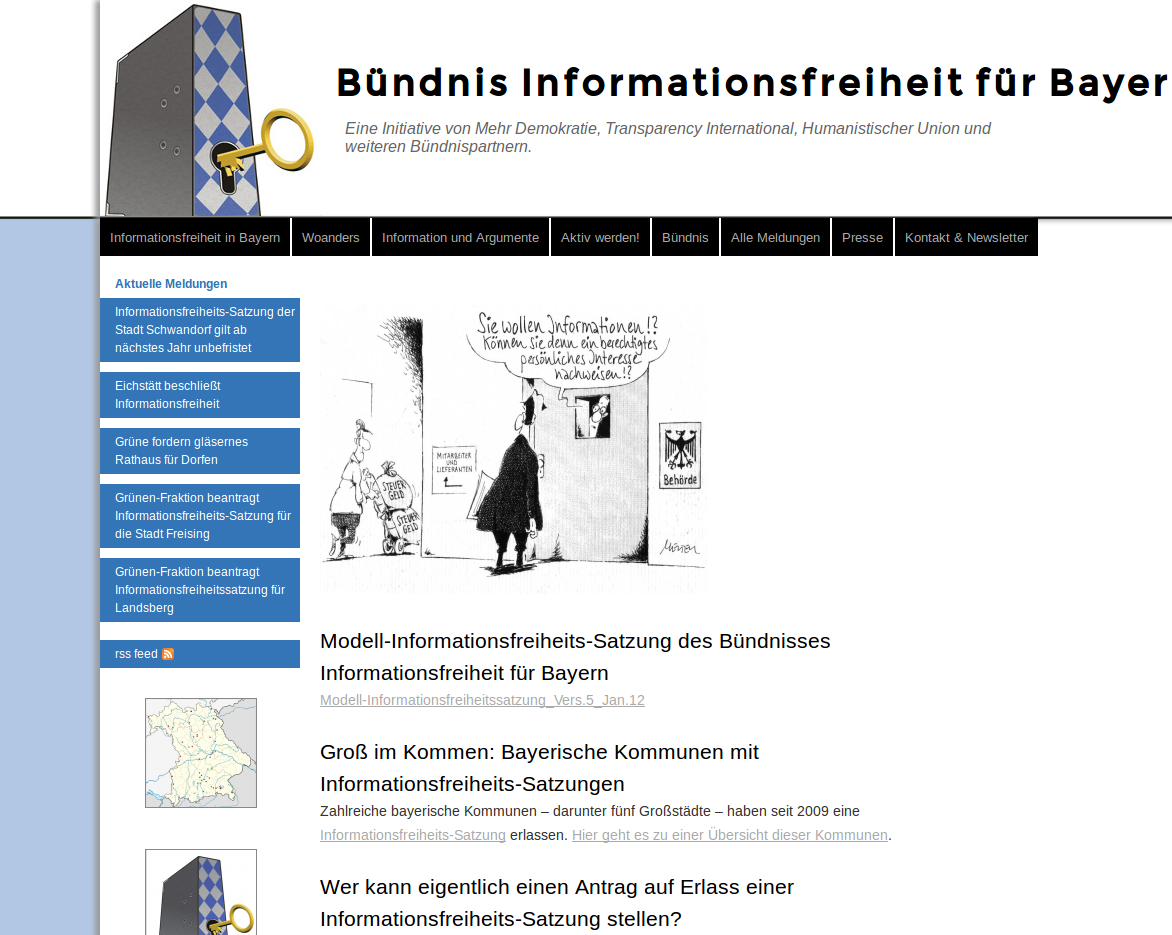 Bündnis Informationsfreiheit für Bayer
Eine Initiative von Mehr Demokratie, Transparency International, Humanistischer Union und
weiteren Bündnispartnern.
Informationsfreiheit in Bayern
Woanders
Information und Argumente
Aktiv werden!
Bündnis
Alle Meldungen
Presse
Kontakt & Newsletter
Aktuelle Meldungen
Informationsfreiheits-Satzung der
Stadt Schwandorf gilt ab
nächstes Jahr unbefristet
Eichstätt beschließt
Informationsfreiheit
Grüne fordern gläsernes
Rathaus für Dorfen
Grünen-Fraktion beantragt
Informationsfreiheits-Satzung für
die Stadt Freising
Grünen-Fraktion beantragt
Informationsfreiheitssatzung für
Landsberg
rss feed
Sie wollen Informationen!?
Können Sie denn ein berechtigtes
persönliches Interesse
nachweisen!?
MITARBEITER
UND
LIEFERANTEN
STEUER
GELD
STEUER
GELD
Behörde
Modell-Informationsfreiheits-Satzung des Bündnisses
Informationsfreiheit für Bayern
Modell-Informationsfreiheitssatzung_Vers.5_Jan.12
Groß im Kommen: Bayerische Kommunen mit
Informationsfreiheits-Satzungen
Zahlreiche bayerische Kommunen – darunter fünf Großstädte – haben seit 2009 eine
Informationsfreiheits-Satzung erlassen. Hier geht es zu einer Übersicht dieser Kommunen.
Wer kann eigentlich einen Antrag auf Erlass einer
Informationsfreiheits-Satzung stellen?